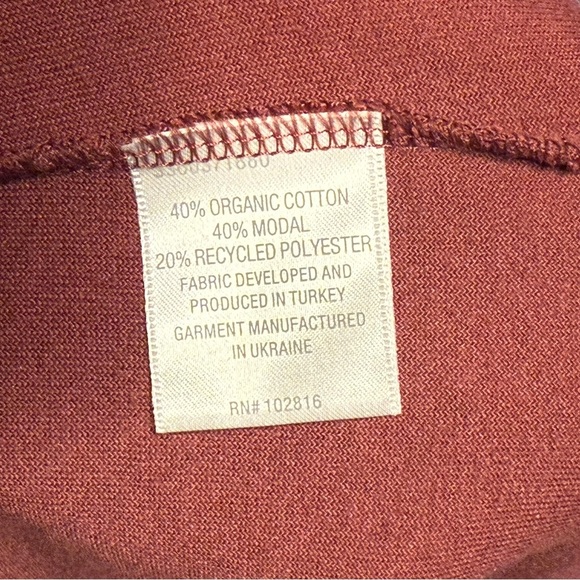 40% ORGANIC COTTON
40% MODAL
20% RECYCLED POLYESTER
FABRIC DEVELOPED AND
PRODUCED IN TURKEY
GARMENT MANUFACTURED
IN UKRAINE
RN# 102816